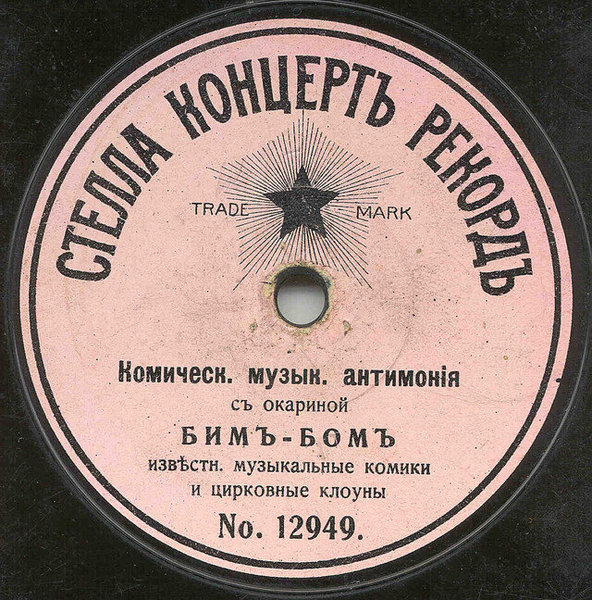 СТЕЛЛА КОНЦЕРТЪ РЕКОРДЪ
TRADE MARK
Комическ. музык. антимонія
съ окариной
БИМЪ-БОМЪ
извѣстн. музыкальные комики
и цирковные клоуны
No. 12949.